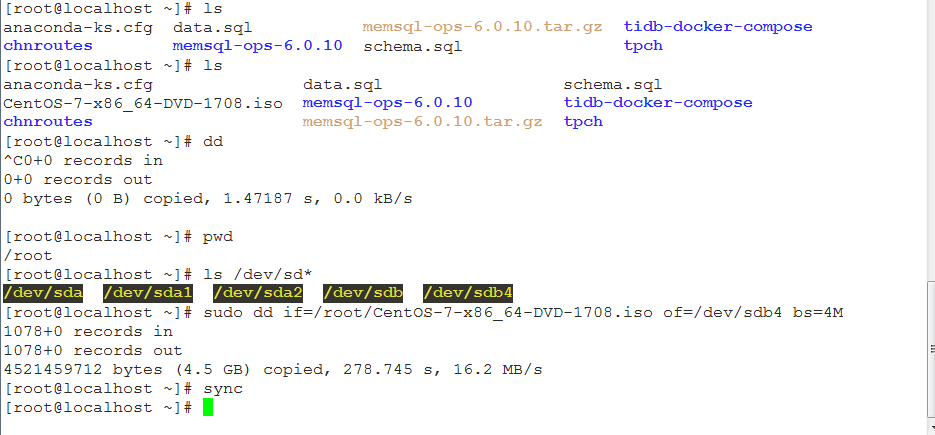 [root@localhost ~]# ls
anaconda-ks.cfg  data.sql           memsql-ops-6.0.10.tar.gz  tidb-docker-compose
chnroutes        memsql-ops-6.0.10  schema.sql                tpch
[root@localhost ~]# ls
anaconda-ks.cfg              data.sql                  schema.sql
CentOS-7-x86_64-DVD-1708.iso  memsql-ops-6.0.10         tidb-docker-compose
chnroutes                    memsql-ops-6.0.10.tar.gz  tpch
[root@localhost ~]# dd
^C0+0 records in
0+0 records out
0 bytes (0 B) copied, 1.47187 s, 0.0 kB/s
[root@localhost ~]# pwd
/root
[root@localhost ~]# ls /dev/sd*
/dev/sda  /dev/sda1  /dev/sda2  /dev/sdb  /dev/sdb4
[root@localhost ~]# sudo dd if=/root/CentOS-7-x86_64-DVD-1708.iso of=/dev/sdb4 bs=4M
1078+0 records in
1078+0 records out
4521459712 bytes (4.5 GB) copied, 278.745 s, 16.2 MB/s
[root@localhost ~]# sync
[root@localhost ~]#